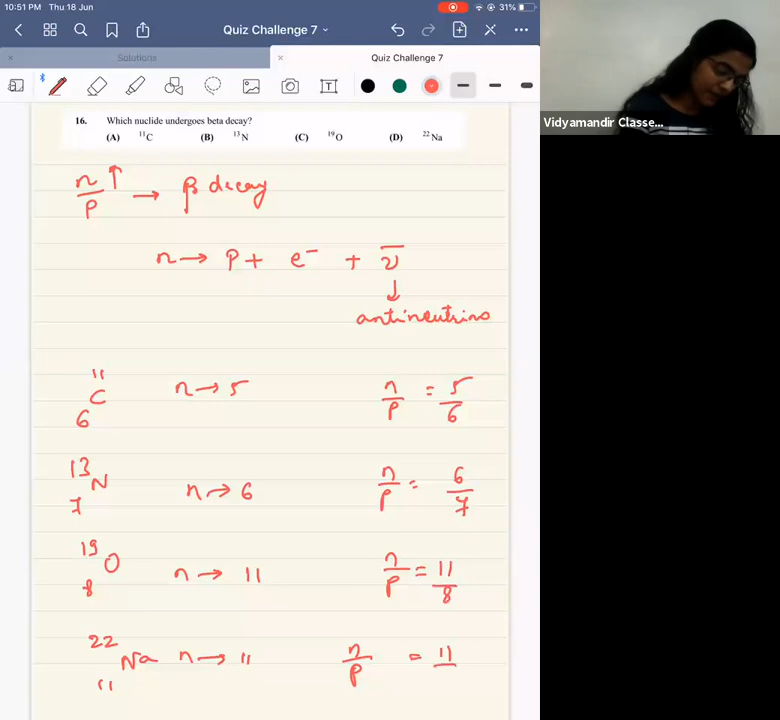 10:51 PM Thu 18 Jun
31%
Quiz Challenge 7
Solutions
Quiz Challenge 7
Vidyamandir Classe...
16. Which nuclide undergoes beta decay?
(A) ¹¹C (B) ¹³N (C) ¹⁹O (D) ²²Na
n/p ↑ → β decay
n → p + e⁻ + ν̄
↓
antineutrino
¹¹₆C n → 5 n/p = 5/6
¹³₇N n → 6 n/p = 6/7
¹⁹₈O n → 11 n/p = 11/8
²²₁₁Na n → 11 n/p = 11/